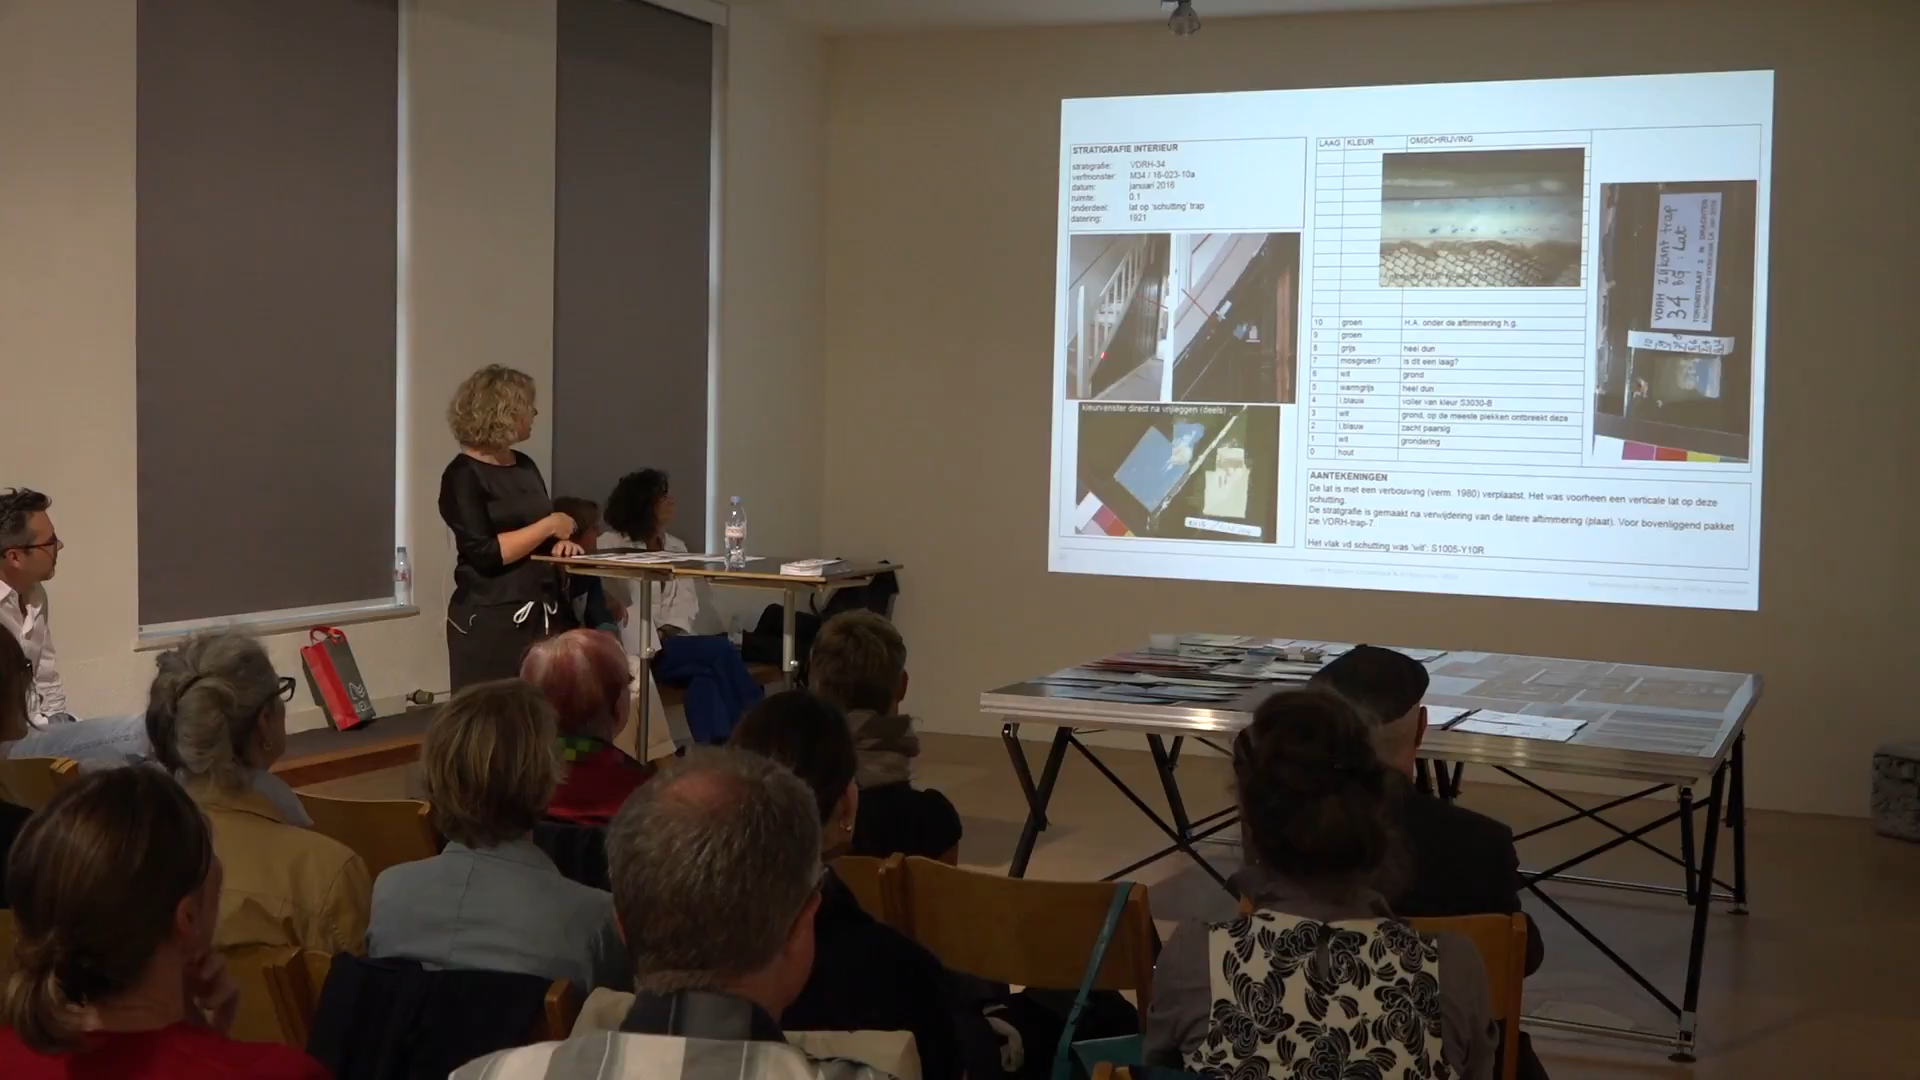 STRATIGRAFIE INTERIEUR
stratigrafie: VDRH-34
verfmonster: M34 / 16-023-10a
datum: januari 2016
ruimte: 0.1
onderdeel: lat op 'schutting' trap
datering: 1921
kleurvenster direct na vrijleggen (deels)
LAAG KLEUR OMSCHRIJVING
10 groen H.A. onder de aftimmering h.g.
9 groen
8 grijs heel dun
7 mosgroen? is dit een laag?
6 wit grond
5 warmgrijs heel dun
4 l.blauw voller van kleur S3030-B
3 wit grond, op de meeste plekken ontbreekt deze
2 l.blauw zacht paarsig
1 wit grondering
0 hout
AANTEKENINGEN
De lat is met een verbouwing (verm. 1980) verplaatst. Het was voorheen een verticale lat op deze
schutting.
De stratigrafie is gemaakt na verwijdering van de latere aftimmering (plaat). Voor bovenliggend pakket
zie VDRH-trap-7.
Het vlak vd schutting was 'wit': S1005-Y10R
VDRH zijkant trap
34 BG: Lat